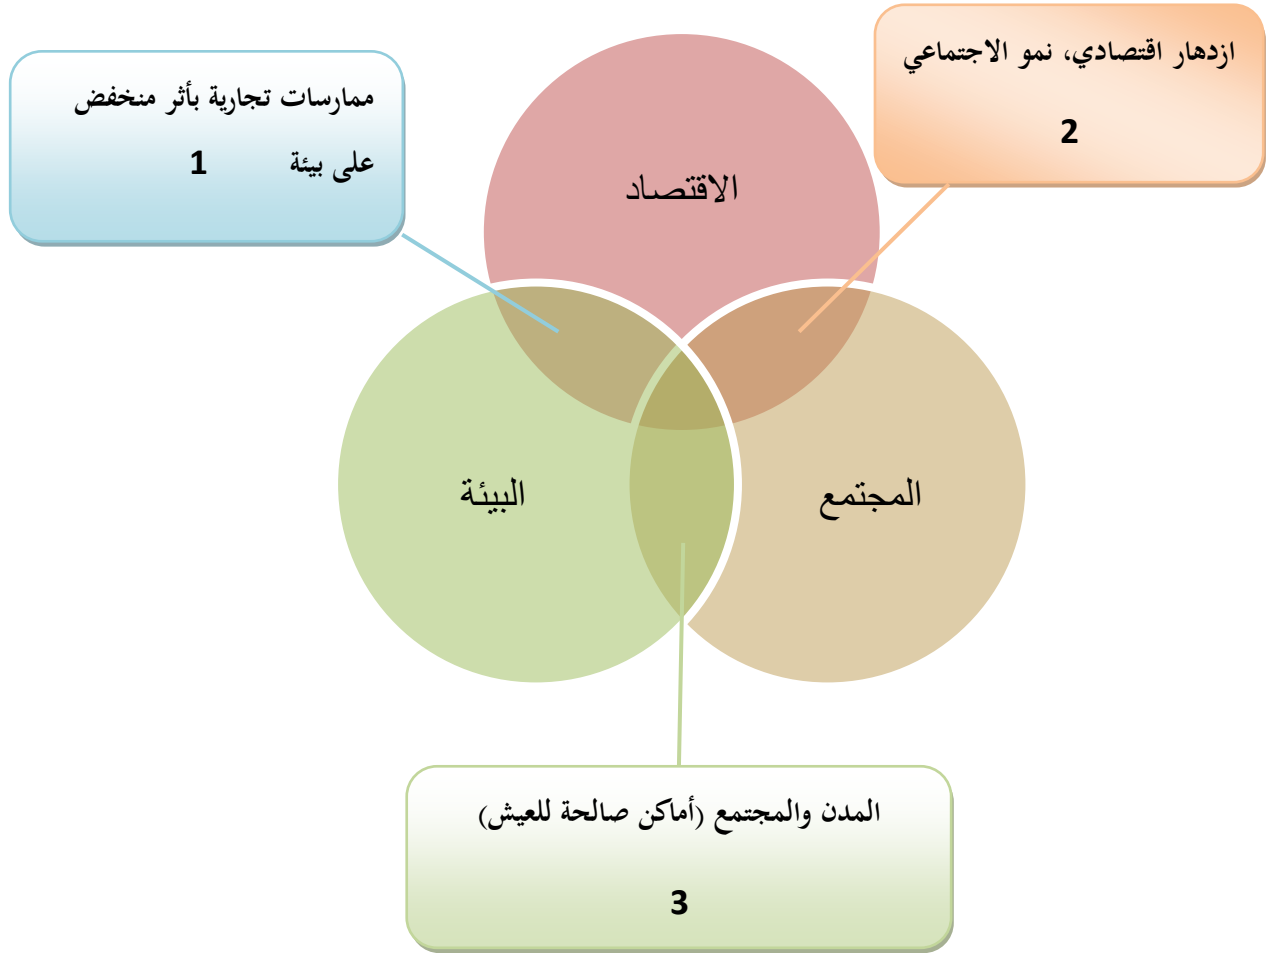 ازدهار اقتصادي، نمو الاجتماعي
2
ممارسات تجارية بأثر منخفض
على بيئة 1
الاقتصاد
المجتمع
البيئة
المدن والمجتمع (أماكن صالحة للعيش)
3